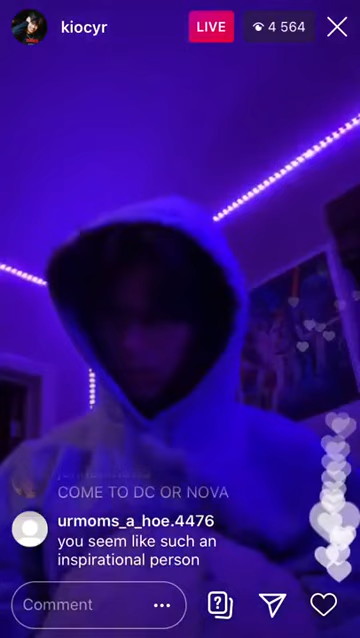 kiocyr
LIVE
4 564
COME TO DC OR NOVA
urmoms_a_hoe.4476
you seem like such an
inspirational person
Comment